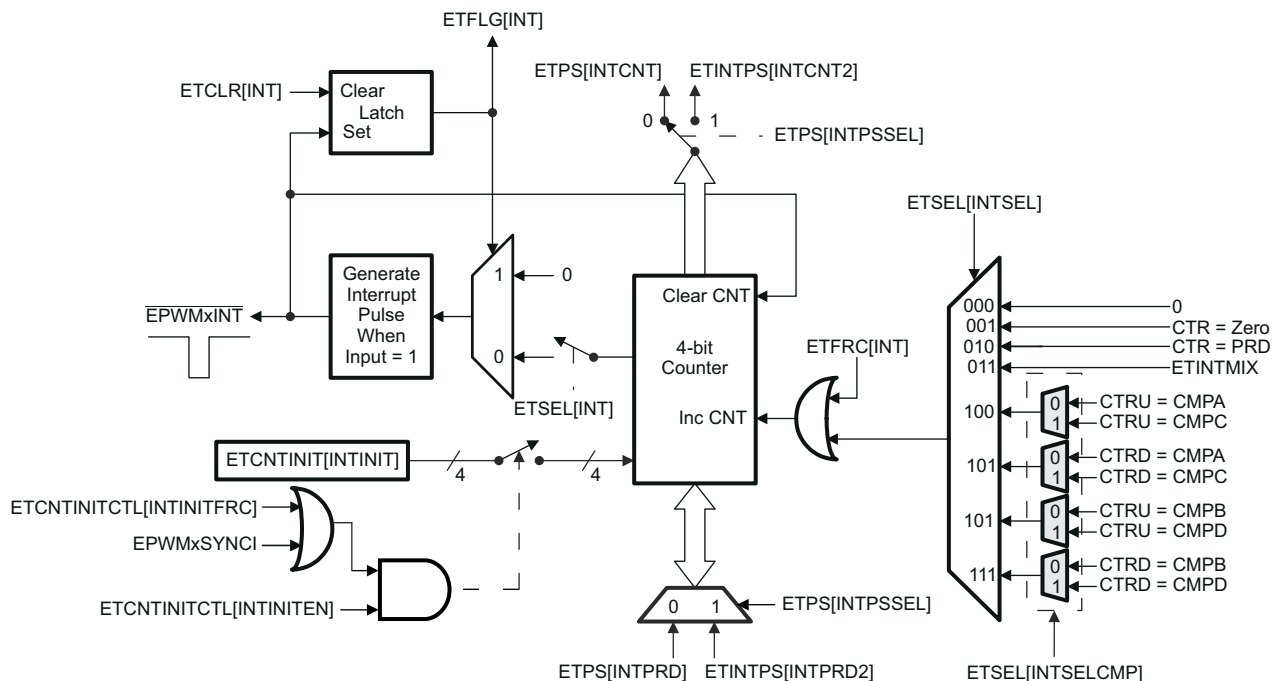 ETFLG[INT]
ETPS[INTCNT]
ETINTPS[INTCNT2]
ETCLR[INT]
Clear
Latch
Set
0
1
ETPS[INTPSSEL]
ETSEL[INTSEL]
Generate
Interrupt
Pulse
When
Input = 1
1
0
0
EPWMxINT
ETSEL[INT]
Clear CNT
4-bit
Counter
Inc CNT
ETFRC[INT]
000
0
001
CTR = Zero
010
CTR = PRD
011
ETINTMIX
100
0
CTRU = CMPA
1
CTRU = CMPC
101
0
CTRD = CMPA
1
CTRD = CMPC
101
0
CTRU = CMPB
1
CTRU = CMPD
111
0
CTRD = CMPB
1
CTRD = CMPD
ETSEL[INTSELCMP]
ETCNTINIT[INTINIT]
4
4
ETCNTINITCTL[INTINITFRC]
EPWMxSYNCI
ETCNTINITCTL[INTINITEN]
0
1
ETPS[INTPSSEL]
ETPS[INTPRD]
ETINTPS[INTPRD2]